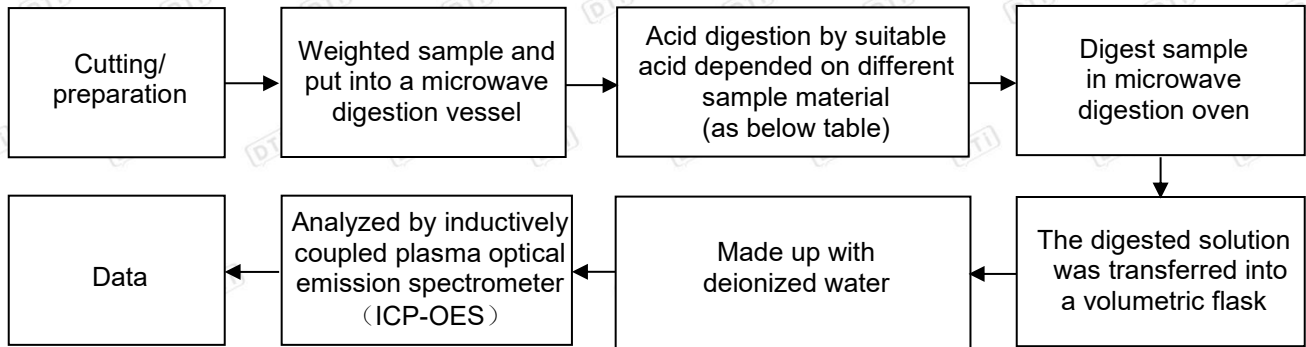 Cutting/
preparation
Weighted sample and
put into a microwave
digestion vessel
Acid digestion by suitable
acid depended on different
sample material
(as below table)
Digest sample
in microwave
digestion oven
The digested solution
was transferred into
a volumetric flask
Made up with
deionized water
Analyzed by inductively
coupled plasma optical
emission spectrometer
（ICP-OES）
Data